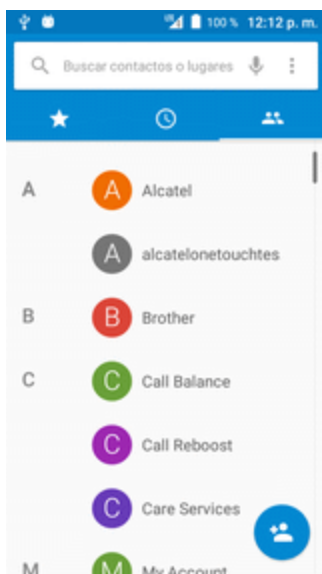 100 % 12:12 p. m.
Buscar contactos o lugares
A
A Alcatel
A alcatelonetouchtes
B
B Brother
C
C Call Balance
C Call Reboost
C Care Services
M
M My Account